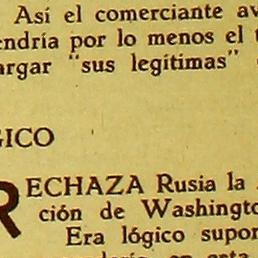 Así el comerciante av
endría por lo menos el t
argar "sus legítimas"
GICO
RECHAZA Rusia la
ción de Washingto
Era lógico supon